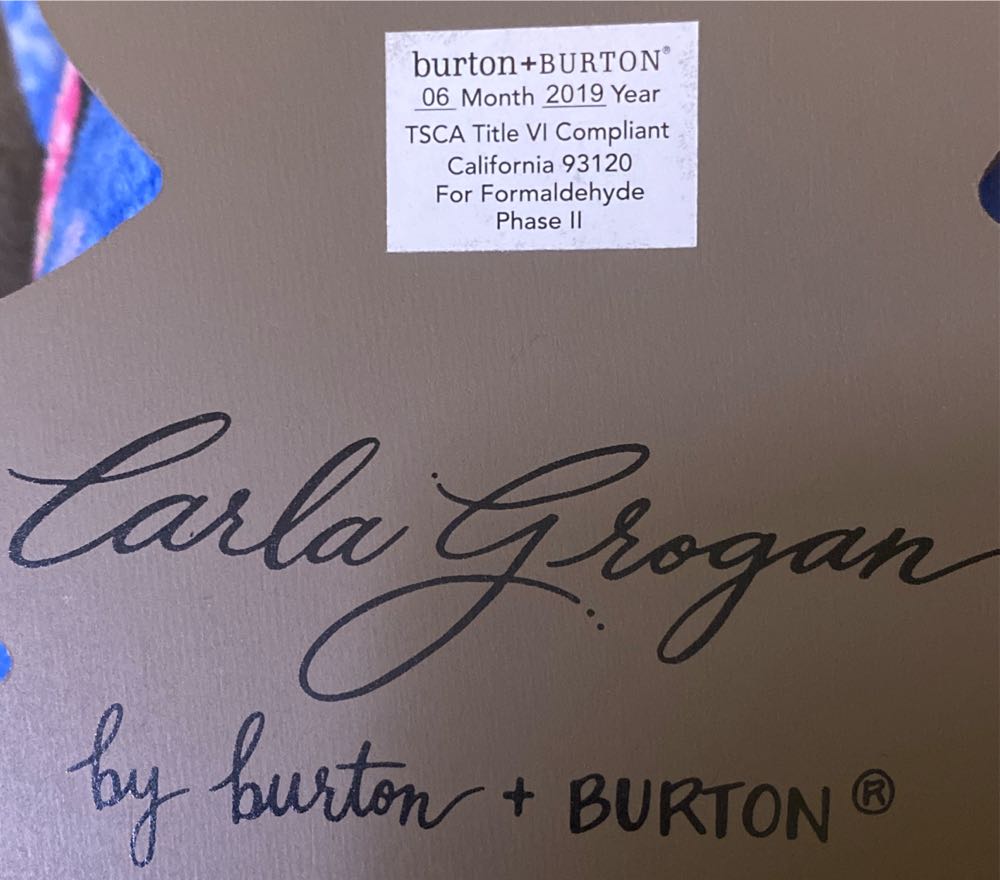 burton+BURTON®
06 Month 2019 Year
TSCA Title VI Compliant
California 93120
For Formaldehyde
Phase II
Carla Grogan
by burton + BURTON®